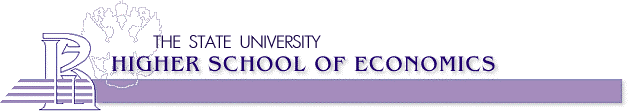 THE STATE UNIVERSITY
HIGHER SCHOOL OF ECONOMICS